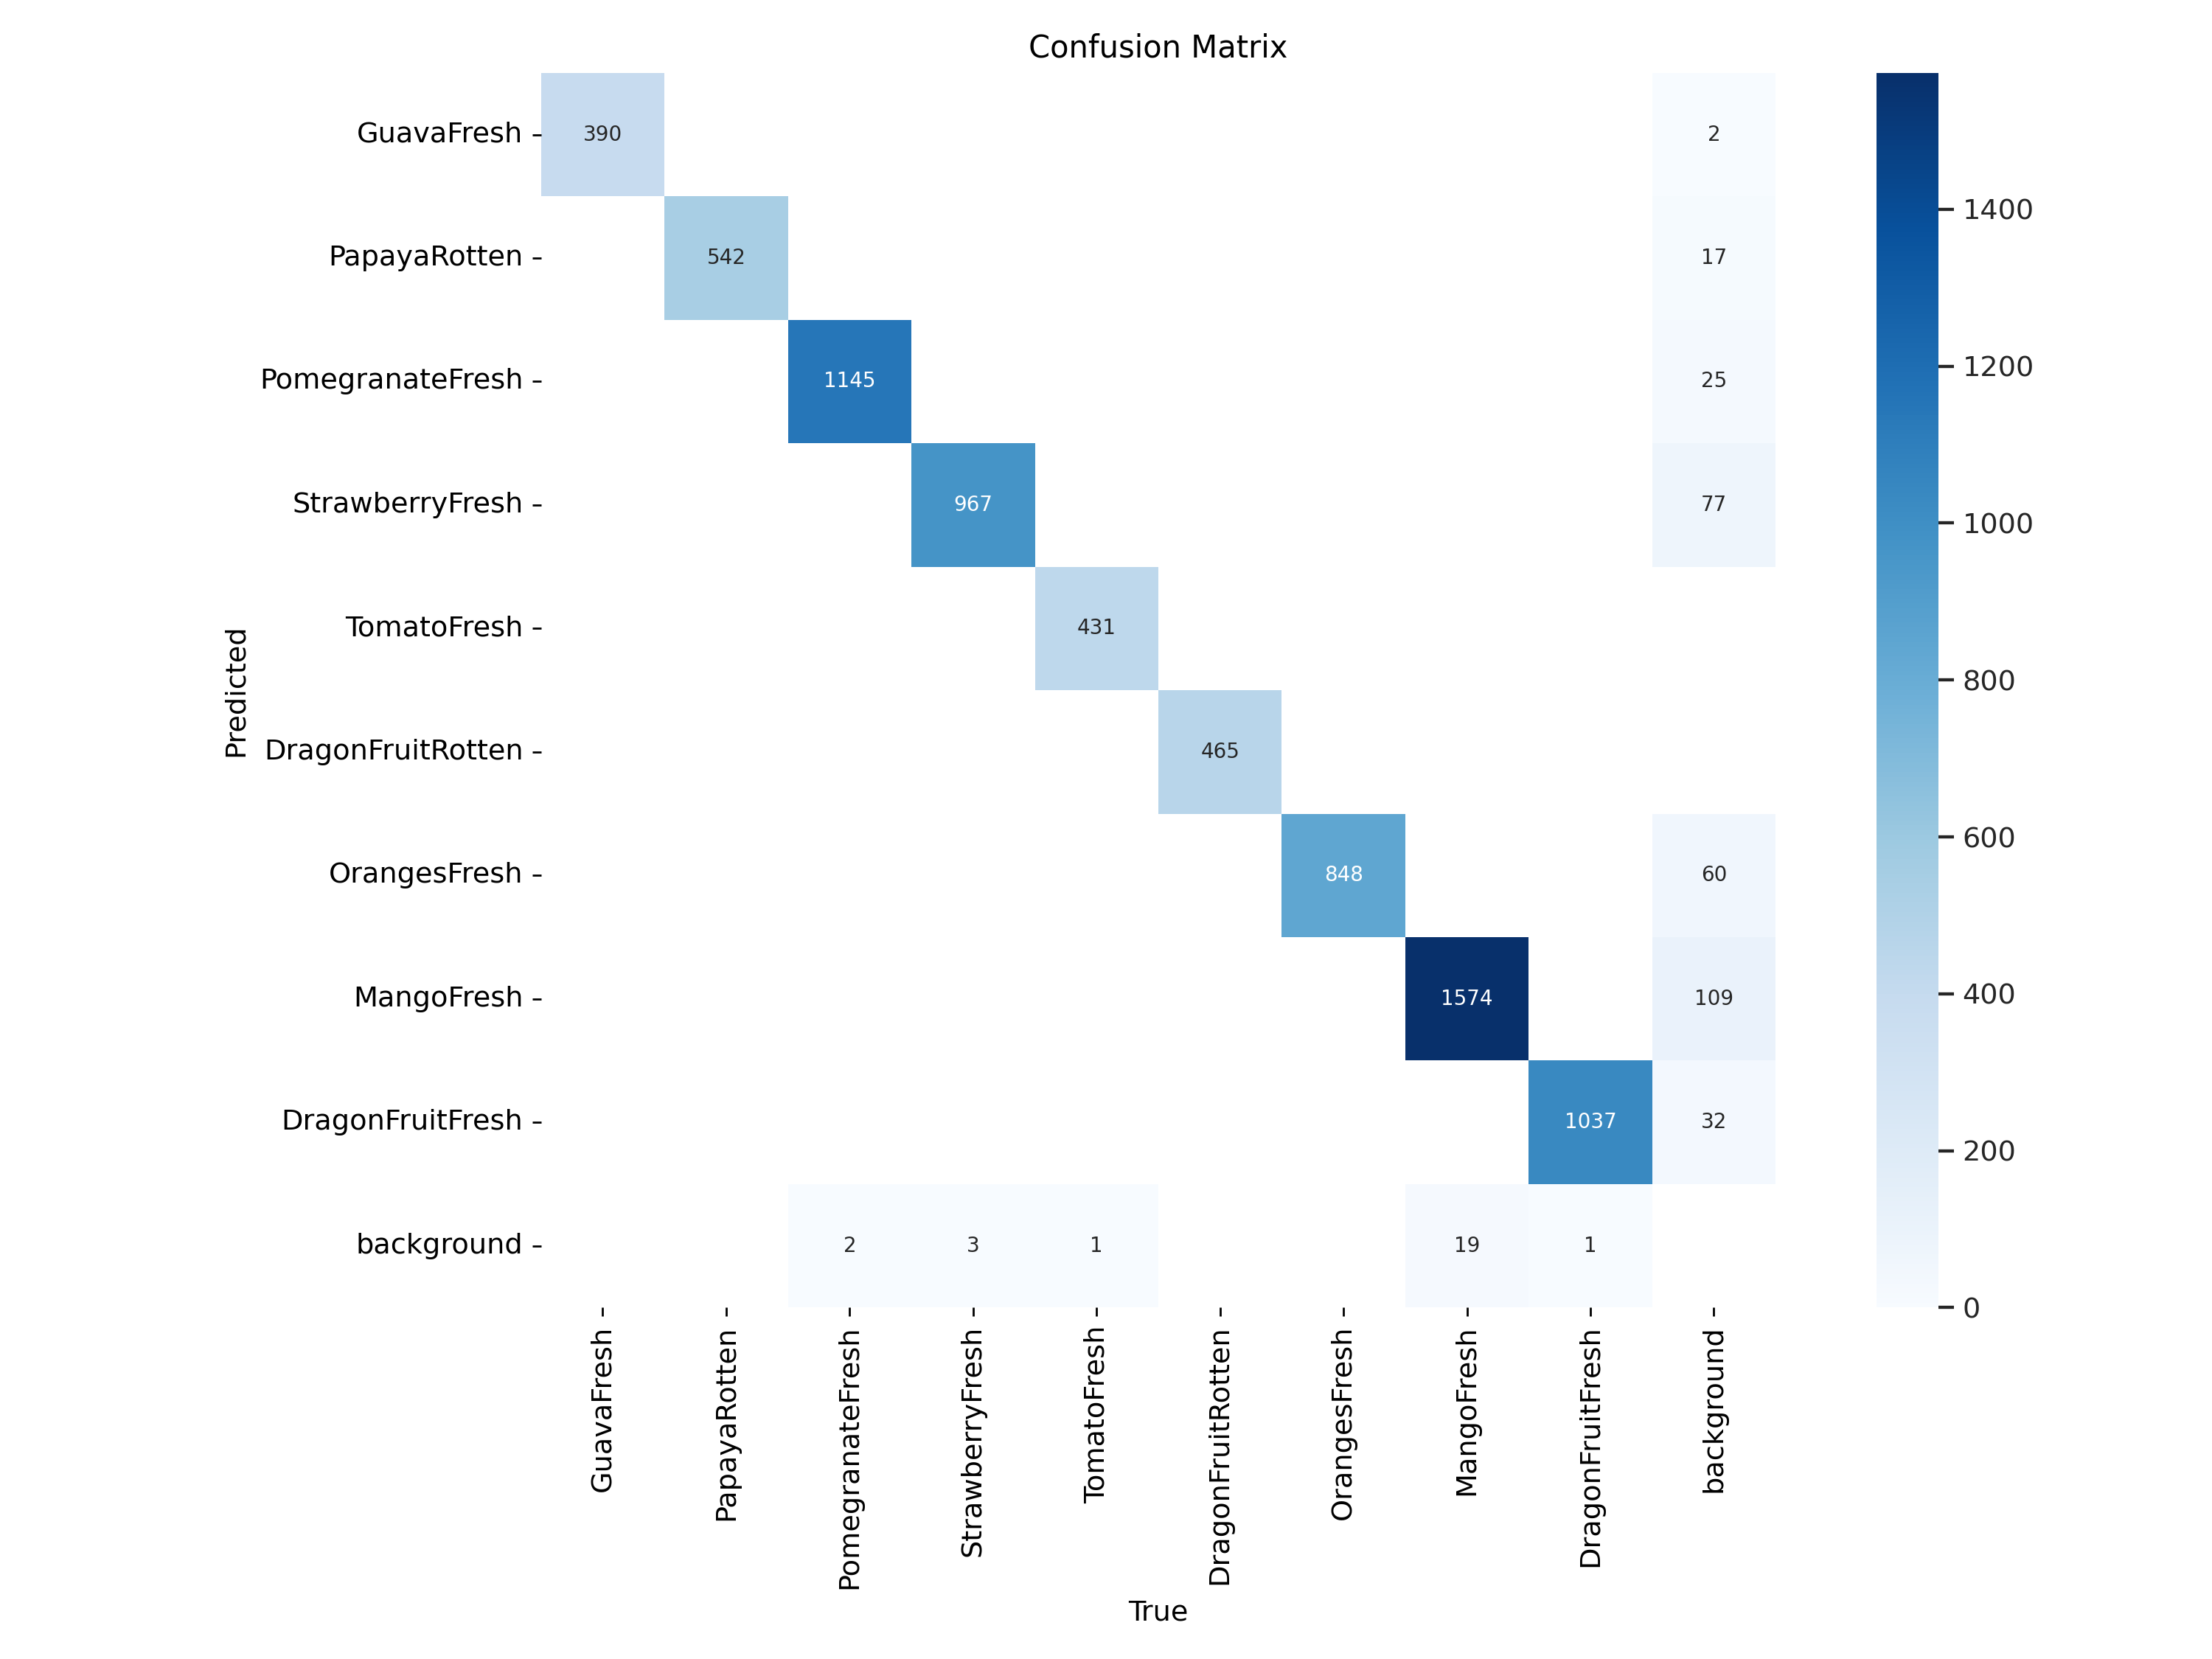 Confusion Matrix
GuavaFresh 390 2
PapayaRotten 542 17
PomegranateFresh 1145 25
StrawberryFresh 967 77
TomatoFresh 431
DragonFruitRotten 465
OrangesFresh 848 60
MangoFresh 1574 109
DragonFruitFresh 1037 32
background 2 3 1 19 1
Predicted
GuavaFresh
PapayaRotten
PomegranateFresh
StrawberryFresh
TomatoFresh
DragonFruitRotten
OrangesFresh
MangoFresh
DragonFruitFresh
background
True
1400
1200
1000
800
600
400
200
0